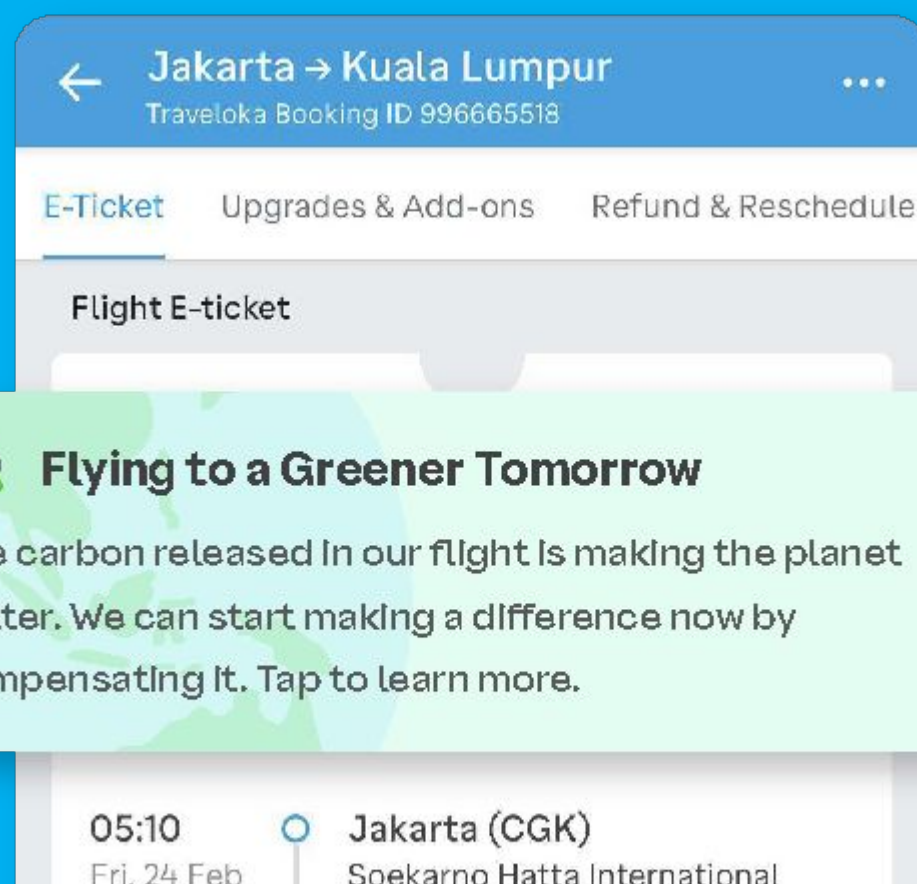 Jakarta → Kuala Lumpur
Traveloka Booking ID 996665518
E-Ticket Upgrades & Add-ons Refund & Reschedule
Flight E-ticket
Flying to a Greener Tomorrow
carbon released in our flight is making the planet
We can start making a difference now by
it. Tap to learn more.
05:10 Jakarta (CGK)
Fri, 24 Feb Soekarno Hatta International